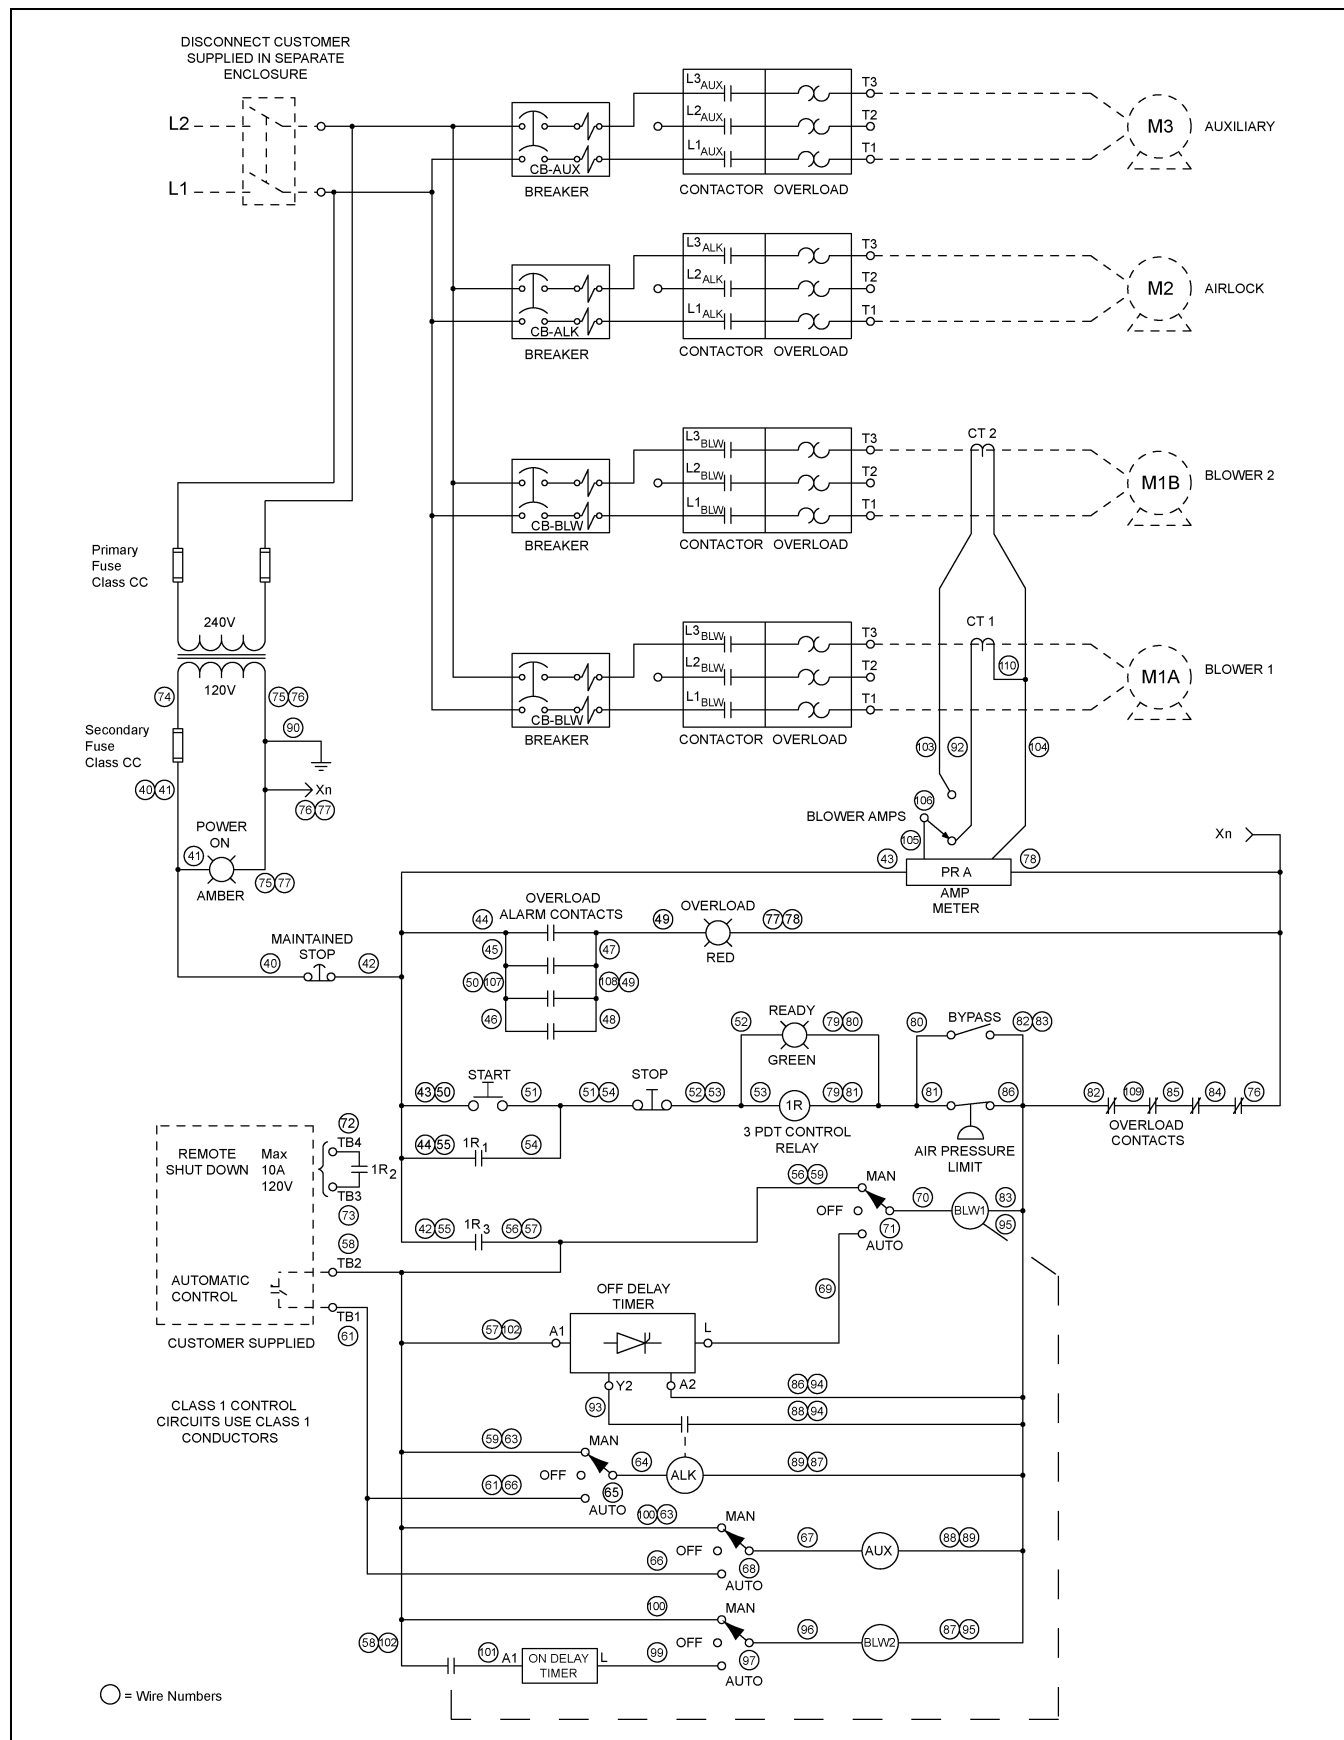 DISCONNECT CUSTOMER
SUPPLIED IN SEPARATE
ENCLOSURE
L2
L1
CB-AUX
BREAKER
L3AUX
L2AUX
L1AUX
CONTACTOR
OVERLOAD
T3
T2
T1
M3
AUXILIARY
CB-ALK
BREAKER
L3ALK
L2ALK
L1ALK
CONTACTOR
OVERLOAD
T3
T2
T1
M2
AIRLOCK
CB-BLW
BREAKER
L3BLW
L2BLW
L1BLW
CONTACTOR
OVERLOAD
T3
T2
T1
CT 2
M1B
BLOWER 2
CB-BLW
BREAKER
L3BLW
L2BLW
L1BLW
CONTACTOR
OVERLOAD
T3
T2
T1
CT 1
110
M1A
BLOWER 1
Primary
Fuse
Class CC
240V
120V
74
75 76
90
Secondary
Fuse
Class CC
40 41
Xn
76 77
POWER
ON
41
AMBER
75 77
103
92
104
106
BLOWER AMPS
105
43
PR A
78
AMP
METER
Xn
MAINTAINED
STOP
40
42
OVERLOAD
ALARM CONTACTS
44
45
47
50 107
108 49
46
48
49
OVERLOAD
RED
77 78
52
READY
GREEN
79 80
80
BYPASS
82 83
43 50
START
51
51 54
STOP
52 53
53
1R
79 81
3 PDT CONTROL
RELAY
81
86
AIR PRESSURE
LIMIT
82
109
85
84
76
OVERLOAD
CONTACTS
44 55
1R1
54
REMOTE
SHUT DOWN
Max
10A
120V
72
TB4
1R2
TB3
73
42 55
1R3
56 57
56 59
MAN
OFF
AUTO
71
70
BLW1
83
95
58
TB2
AUTOMATIC
CONTROL
TB1
61
CUSTOMER SUPPLIED
69
OFF DELAY
TIMER
57 102
A1
L
Y2
A2
93
86 94
88 94
CLASS 1 CONTROL
CIRCUITS USE CLASS 1
CONDUCTORS
59 63
MAN
OFF
61 66
AUTO
65
64
ALK
89 87
100 63
MAN
OFF
66
AUTO
68
67
AUX
88 89
100
MAN
OFF
AUTO
97
96
BLW2
87 95
58 102
101
A1
ON DELAY
TIMER
L
99
= Wire Numbers